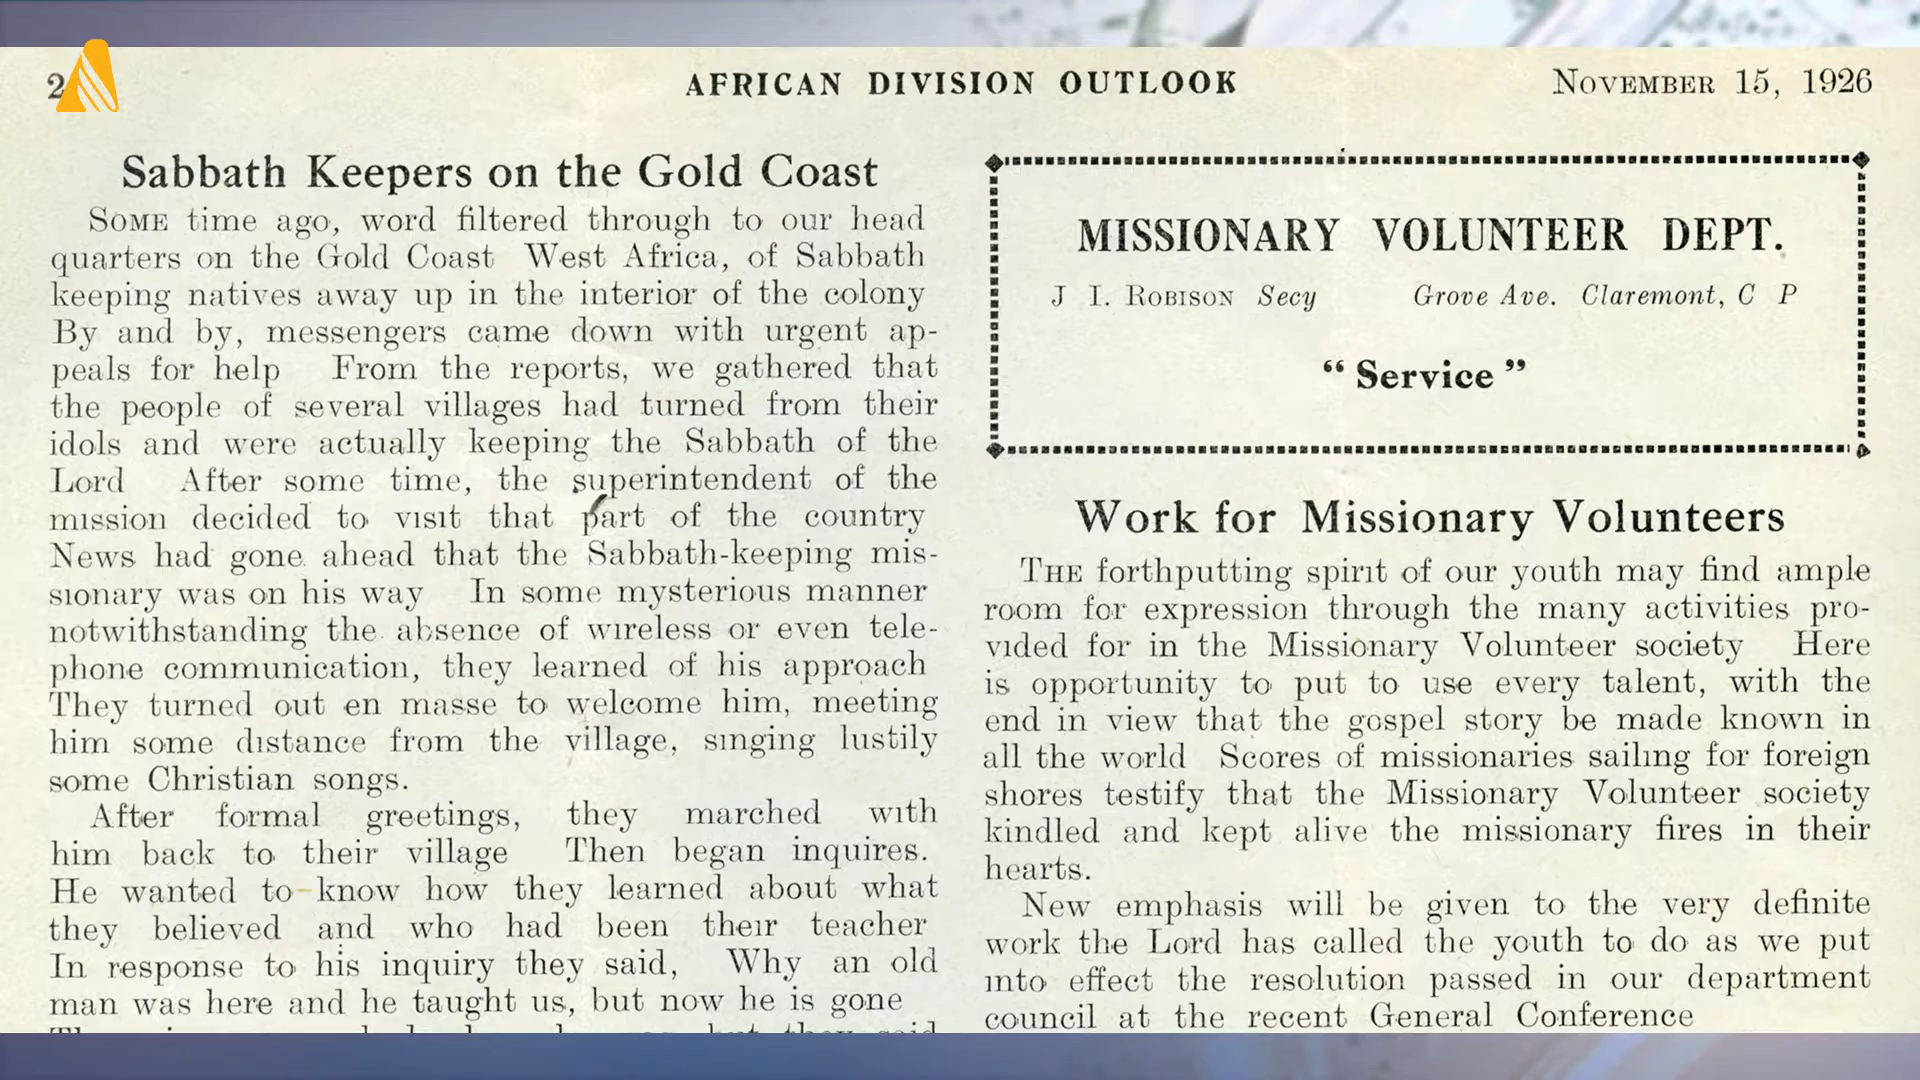 2
AFRICAN DIVISION OUTLOOK
NOVEMBER 15, 1926
Sabbath Keepers on the Gold Coast
SOME time ago, word filtered through to our head
quarters on the Gold Coast West Africa, of Sabbath
keeping natives away up in the interior of the colony
By and by, messengers came down with urgent ap-
peals for help From the reports, we gathered that
the people of several villages had turned from their
idols and were actually keeping the Sabbath of the
Lord After some time, the superintendent of the
mission decided to visit that part of the country
News had gone ahead that the Sabbath-keeping mis-
sionary was on his way In some mysterious manner
notwithstanding the absence of wireless or even tele-
phone communication, they learned of his approach
They turned out en masse to welcome him, meeting
him some distance from the village, singing lustily
some Christian songs.
After formal greetings, they marched with
him back to their village Then began inquires.
He wanted to know how they learned about what
they believed and who had been their teacher
In response to his inquiry they said, Why an old
man was here and he taught us, but now he is gone
MISSIONARY VOLUNTEER DEPT.
J I. ROBISON Secy Grove Ave. Claremont, C P
“ Service ”
Work for Missionary Volunteers
THE forthputting spirit of our youth may find ample
room for expression through the many activities pro-
vided for in the Missionary Volunteer society Here
is opportunity to put to use every talent, with the
end in view that the gospel story be made known in
all the world Scores of missionaries sailing for foreign
shores testify that the Missionary Volunteer society
kindled and kept alive the missionary fires in their
hearts.
New emphasis will be given to the very definite
work the Lord has called the youth to do as we put
into effect the resolution passed in our department
council at the recent General Conference